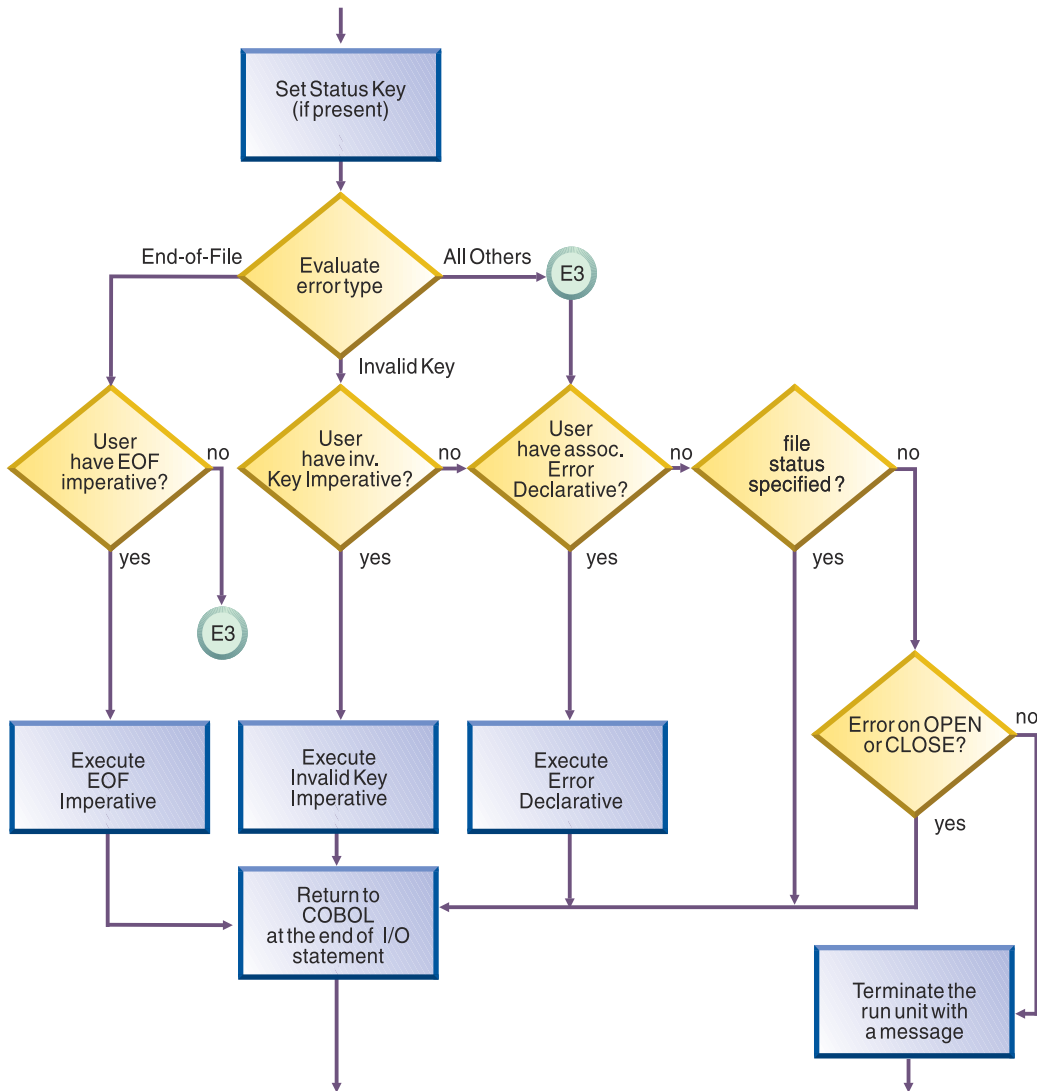 Set Status Key
(if present)
End-of-File
Evaluate
error type
All Others
E3
Invalid Key
User
have EOF
imperative?
no
User
have inv.
Key Imperative?
no
User
have assoc.
Error
Declarative?
no
file
status
specified ?
no
yes
yes
yes
yes
E3
Error on OPEN
or CLOSE?
no
yes
Execute
EOF
Imperative
Execute
Invalid Key
Imperative
Execute
Error
Declarative
Return to
COBOL
at the end of I/O
statement
Terminate the
run unit with
a message